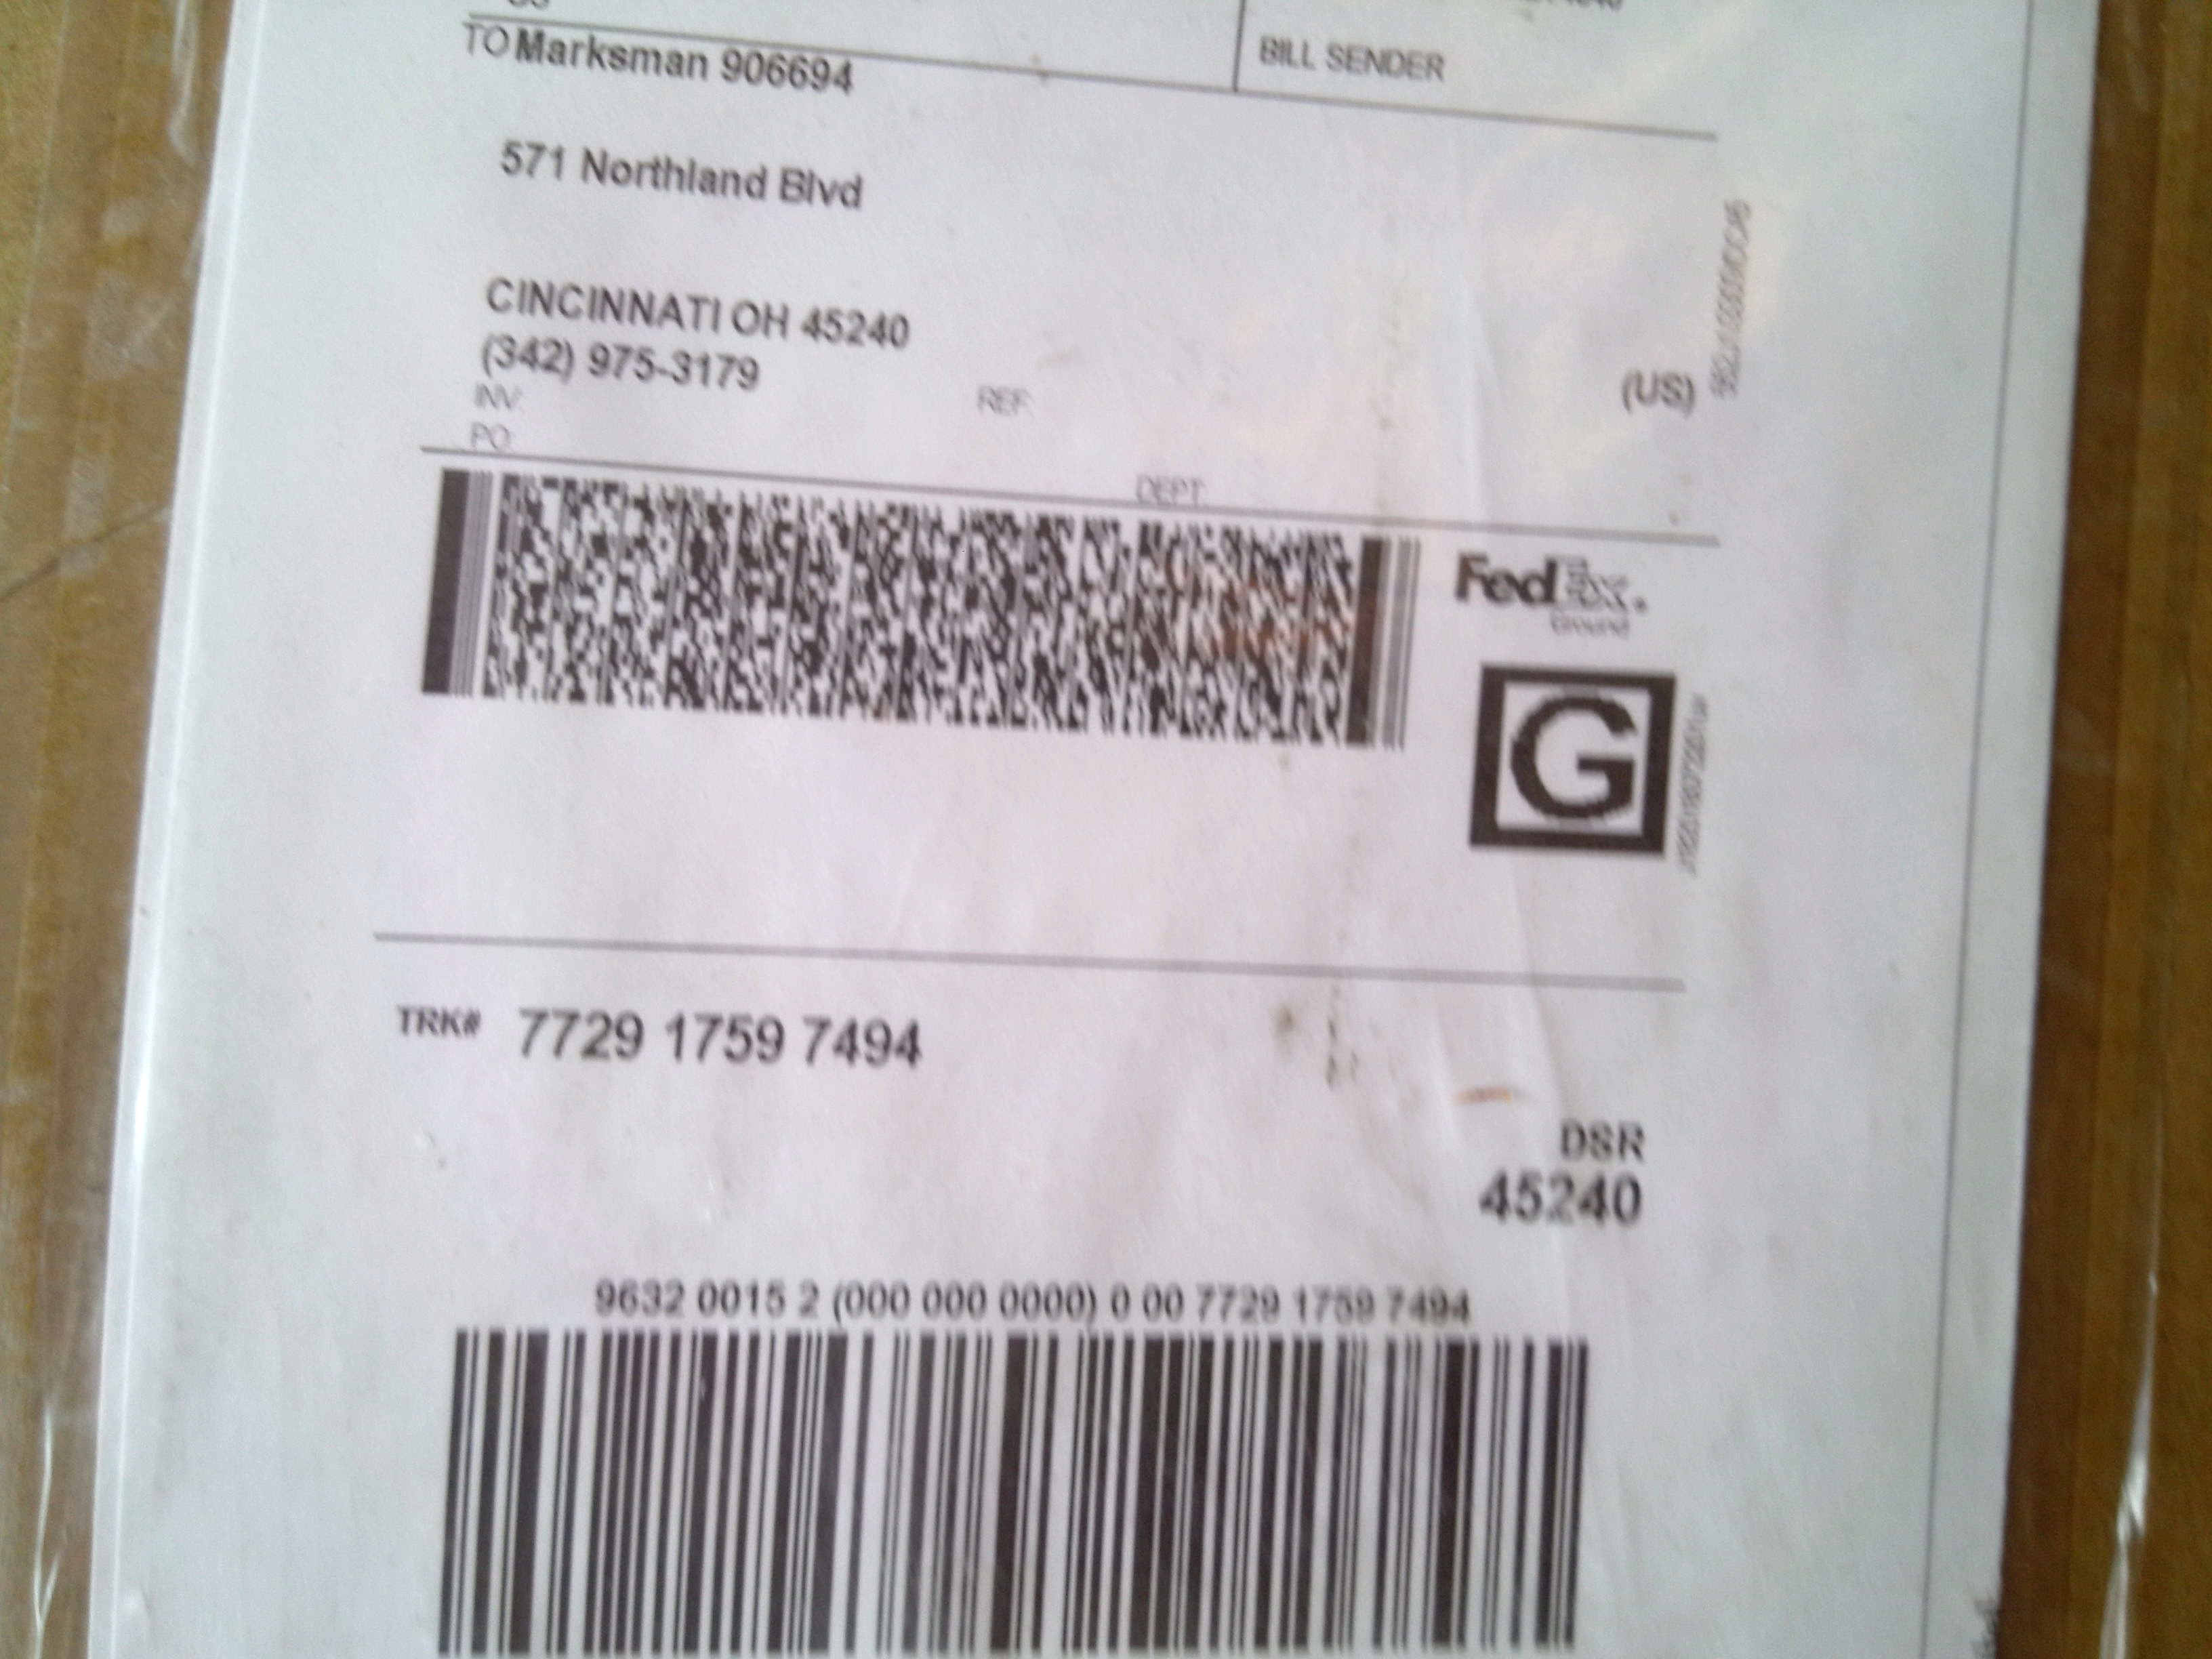 TO Marksman 906694
BILL SENDER
571 Northland Blvd
CINCINNATI OH 45240
(342) 975-3179
(US)
INV:
REF:
PO:
DEPT:
FedEx.
Ground
G
TRK# 7729 1759 7494
DSR
45240
9632 0015 2 (000 000 0000) 0 00 7729 1759 7494